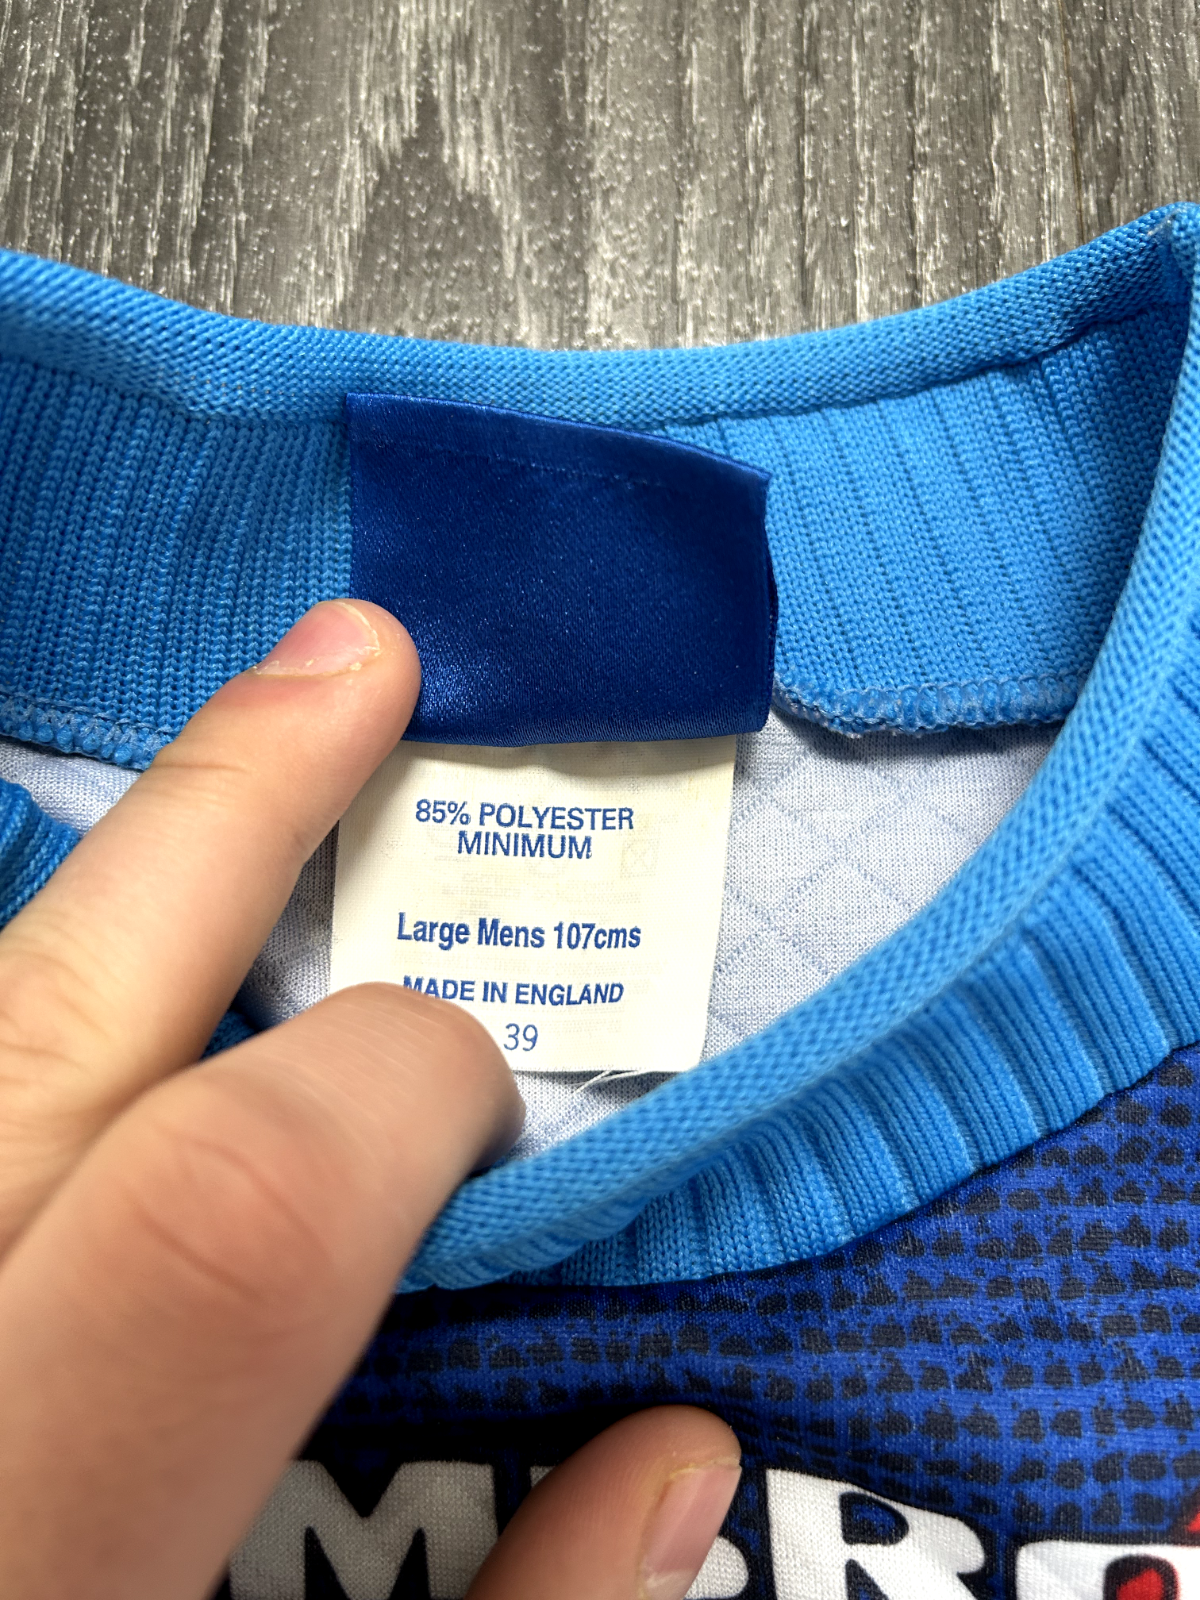 85% POLYESTER
MINIMUM
Large Mens 107cms
MADE IN ENGLAND
39